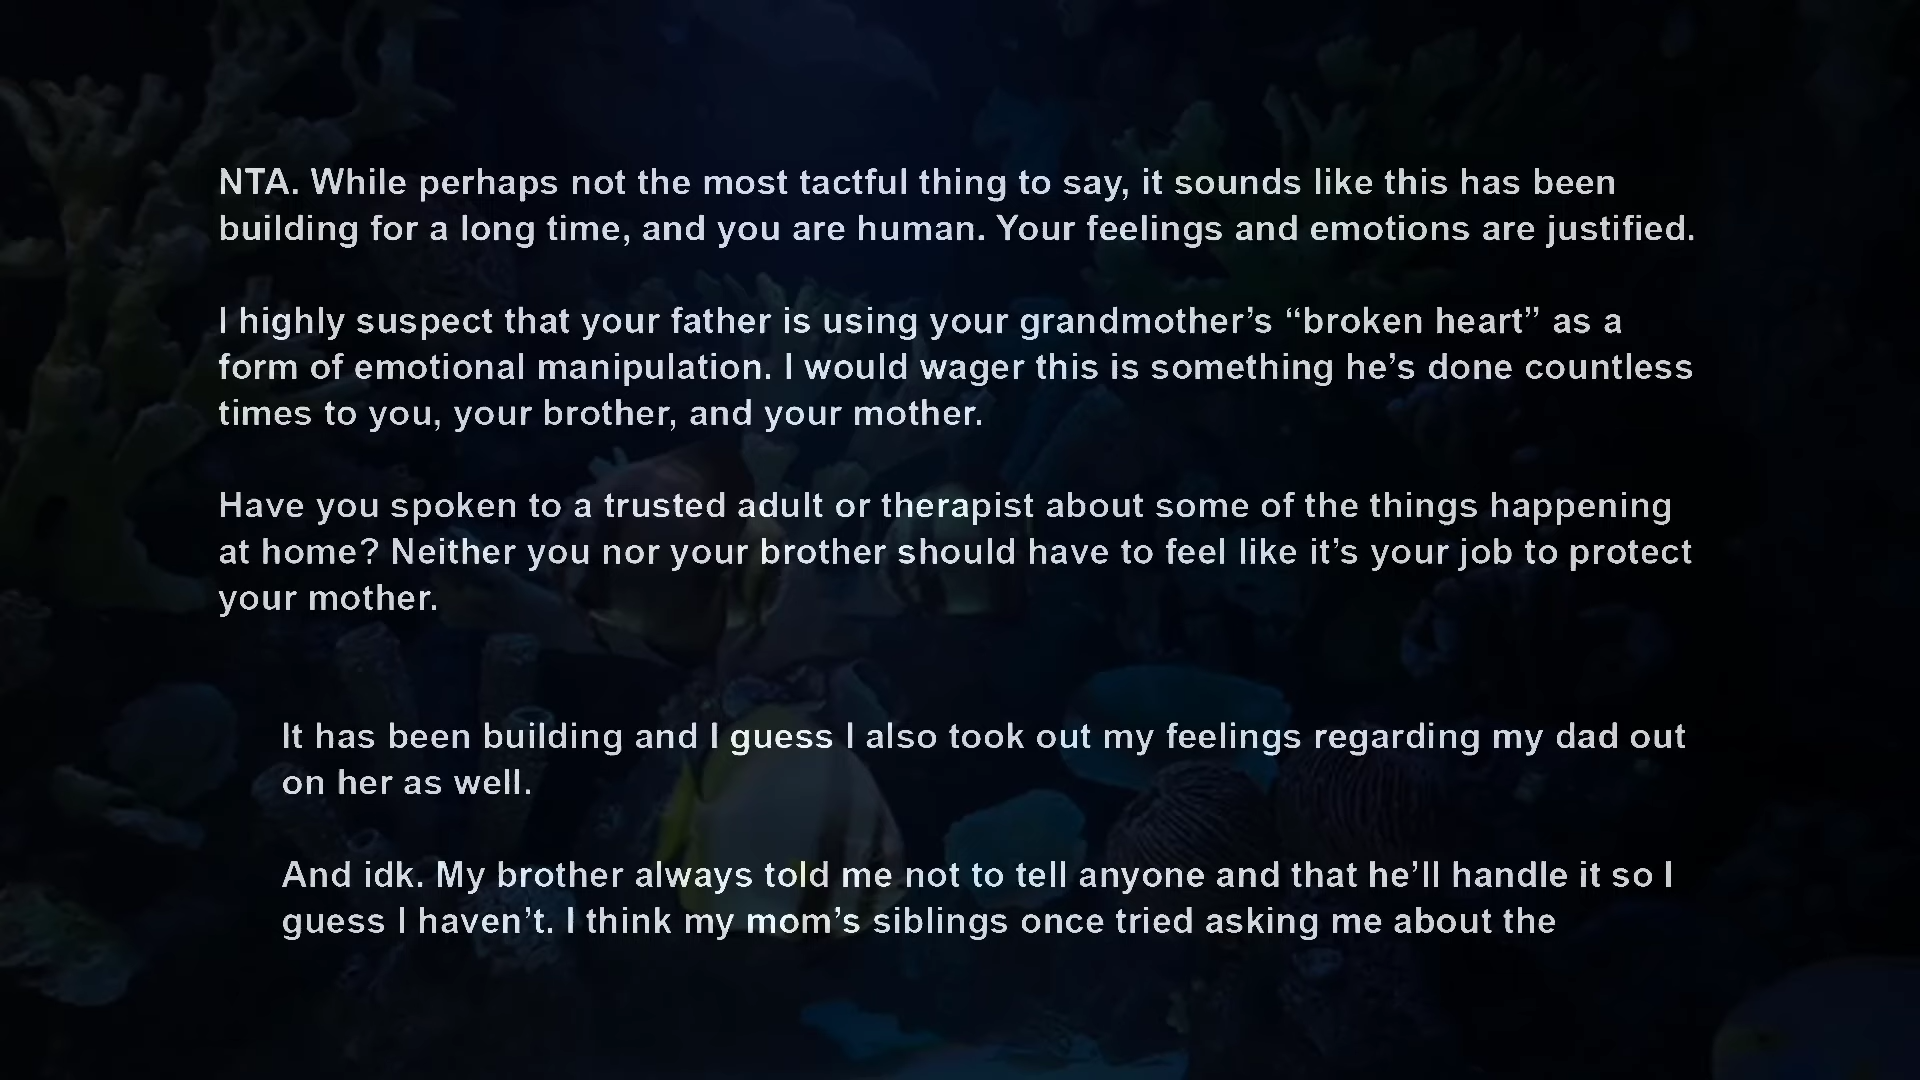 NTA. While perhaps not the most tactful thing to say, it sounds like this has been
building for a long time, and you are human. Your feelings and emotions are justified.
I highly suspect that your father is using your grandmother’s “broken heart” as a
form of emotional manipulation. I would wager this is something he’s done countless
times to you, your brother, and your mother.
Have you spoken to a trusted adult or therapist about some of the things happening
at home? Neither you nor your brother should have to feel like it’s your job to protect
your mother.
It has been building and I guess I also took out my feelings regarding my dad out
on her as well.
And idk. My brother always told me not to tell anyone and that he’ll handle it so I
guess I haven’t. I think my mom’s siblings once tried asking me about the